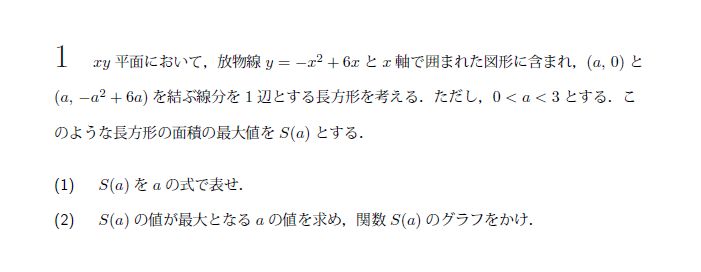 1 xy 平面において，放物線 y = −x² + 6x と x 軸で囲まれた図形に含まれ，(a, 0) と
(a, −a² + 6a) を結ぶ線分を 1 辺とする長方形を考える．ただし，0 < a < 3 とする．こ
のような長方形の面積の最大値を S(a) とする．
(1) S(a) を a の式で表せ．
(2) S(a) の値が最大となる a の値を求め，関数 S(a) のグラフをかけ．